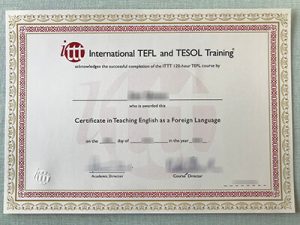 ittt International TEFL and TESOL Training
acknowledges the successful completion of the ITTT 120-hour TEFL course by
who is awarded this
Certificate in Teaching English as a Foreign Language
on the day of in the year
Academic Director Course Director
ittt